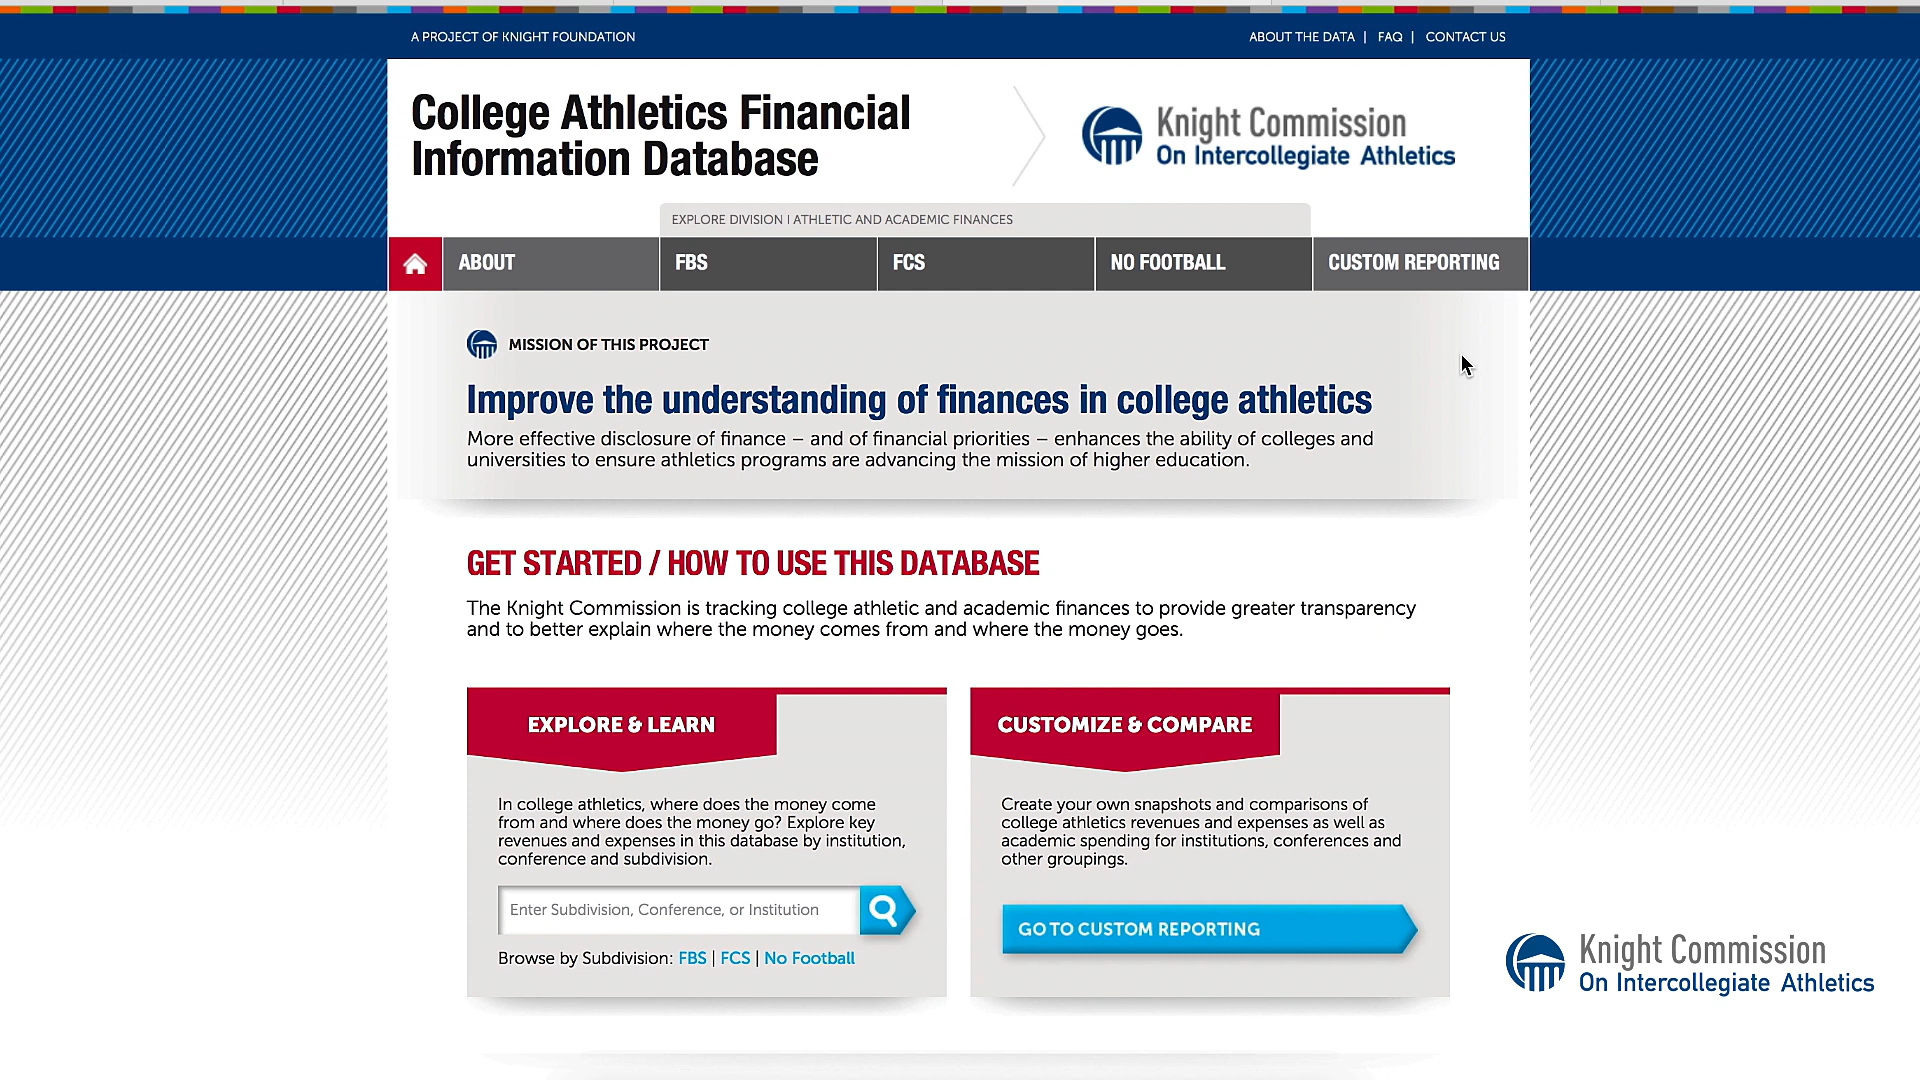 A PROJECT OF KNIGHT FOUNDATION
ABOUT THE DATA | FAQ | CONTACT US
College Athletics Financial
Information Database
Knight Commission
On Intercollegiate Athletics
EXPLORE DIVISION I ATHLETIC AND ACADEMIC FINANCES
ABOUT
FBS
FCS
NO FOOTBALL
CUSTOM REPORTING
MISSION OF THIS PROJECT
Improve the understanding of finances in college athletics
More effective disclosure of finance – and of financial priorities – enhances the ability of colleges and
universities to ensure athletics programs are advancing the mission of higher education.
GET STARTED / HOW TO USE THIS DATABASE
The Knight Commission is tracking college athletic and academic finances to provide greater transparency
and to better explain where the money comes from and where the money goes.
EXPLORE & LEARN
In college athletics, where does the money come
from and where does the money go? Explore key
revenues and expenses in this database by institution,
conference and subdivision.
Enter Subdivision, Conference, or Institution
Browse by Subdivision: FBS | FCS | No Football
CUSTOMIZE & COMPARE
Create your own snapshots and comparisons of
college athletics revenues and expenses as well as
academic spending for institutions, conferences and
other groupings.
GO TO CUSTOM REPORTING
Knight Commission
On Intercollegiate Athletics